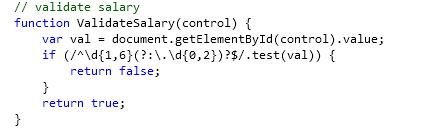 // validate salary
function ValidateSalary(control) {
var val = document.getElementById(control).value;
if (/^\d{1,6}(?:\.\d{0,2})?$/.test(val)) {
return false;
}
return true;
}